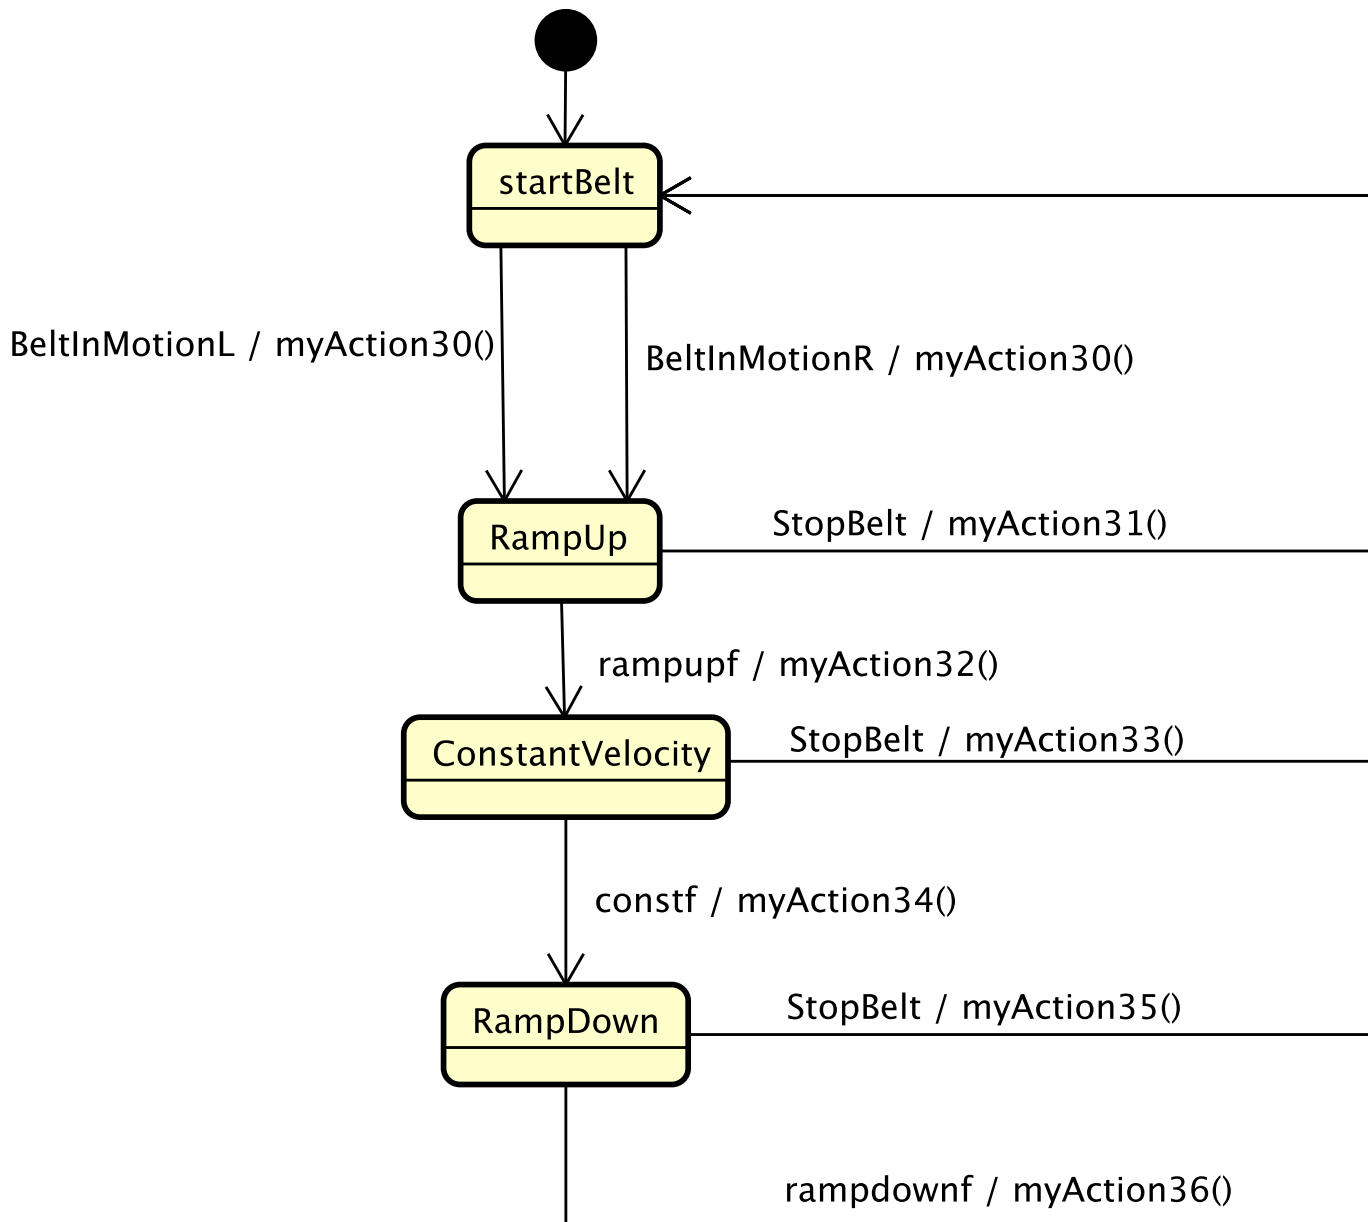 startBelt
BeltInMotionL / myAction30()
BeltInMotionR / myAction30()
RampUp
StopBelt / myAction31()
rampupf / myAction32()
ConstantVelocity
StopBelt / myAction33()
constf / myAction34()
RampDown
StopBelt / myAction35()
rampdownf / myAction36()